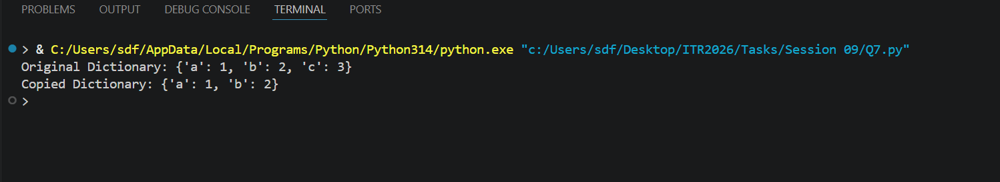 PROBLEMS OUTPUT DEBUG CONSOLE TERMINAL PORTS
> & C:/Users/sdf/AppData/Local/Programs/Python/Python314/python.exe "c:/Users/sdf/Desktop/ITR2026/Tasks/Session 09/Q7.py"
Original Dictionary: {'a': 1, 'b': 2, 'c': 3}
Copied Dictionary: {'a': 1, 'b': 2}
>